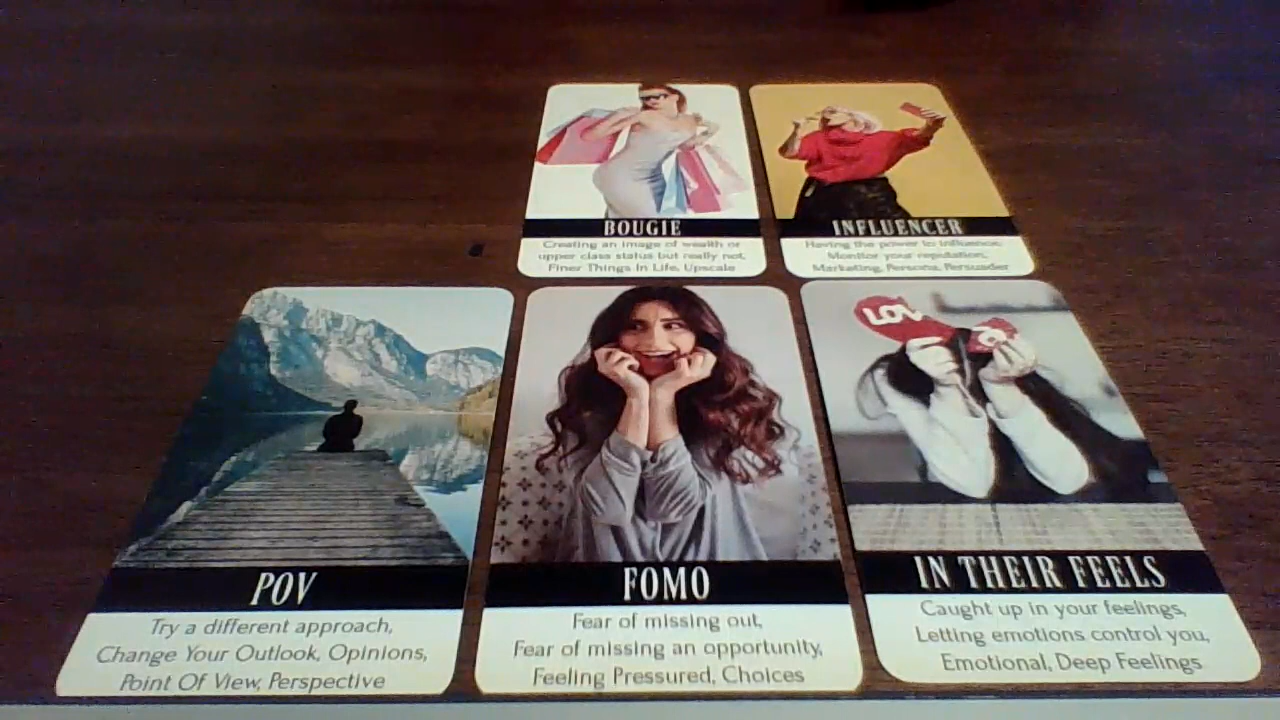 BOUGIE
Creating an image of wealth or
upper class status but really not,
Finer Things In Life, Upscale
INFLUENCER
Having the power to influence,
Monitor your reputation,
Marketing, Persona, Persuader
LOV
POV
Try a different approach,
Change Your Outlook, Opinions,
Point Of View, Perspective
FOMO
Fear of missing out,
Fear of missing an opportunity,
Feeling Pressured, Choices
IN THEIR FEELS
Caught up in your feelings,
Letting emotions control you,
Emotional, Deep Feelings